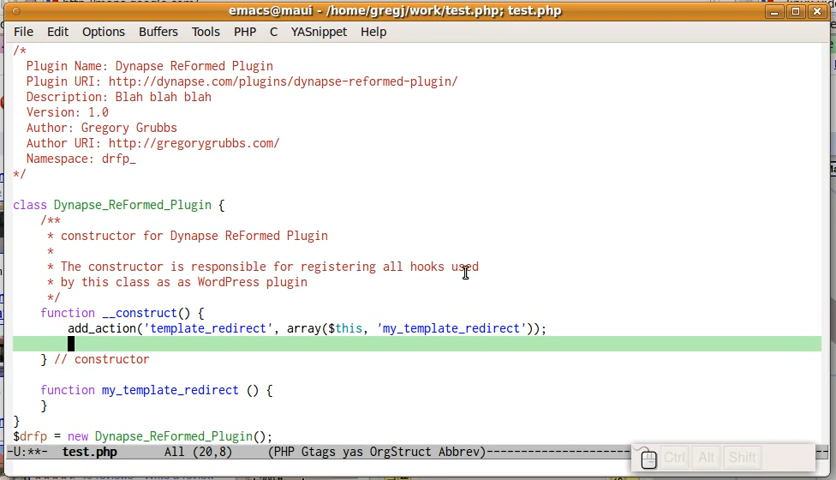 emacs@maui - /home/gregj/work/test.php; test.php
File Edit Options Buffers Tools PHP C YASnippet Help
/*
Plugin Name: Dynapse ReFormed Plugin
Plugin URI: http://dynapse.com/plugins/dynapse-reformed-plugin/
Description: Blah blah blah
Version: 1.0
Author: Gregory Grubbs
Author URI: http://gregorygrubbs.com/
Namespace: drfp_
*/
class Dynapse_ReFormed_Plugin {
/**
* constructor for Dynapse ReFormed Plugin
*
* The constructor is responsible for registering all hooks used
* by this class as as WordPress plugin
*/
function __construct() {
add_action('template_redirect', array($this, 'my_template_redirect'));
} // constructor
function my_template_redirect () {
}
}
$drfp = new Dynapse_ReFormed_Plugin();
-U:**- test.php All (20,8) (PHP Gtags yas OrgStruct Abbrev)
Ctrl Alt Shift